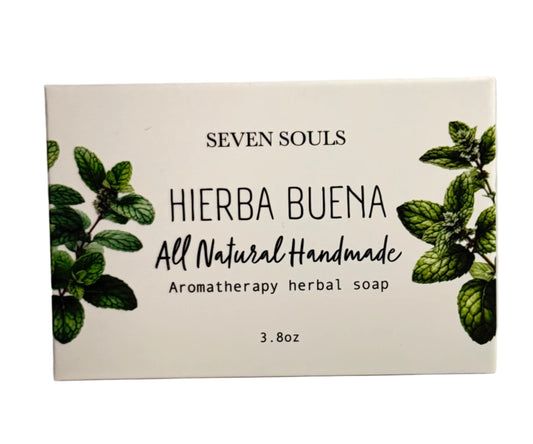 SEVEN SOULS
HIERBA BUENA
All Natural Handmade
Aromatherapy herbal soap
3.8oz